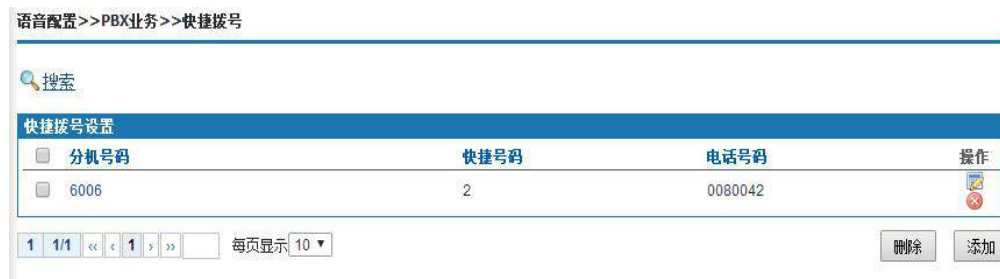 语音配置>>PBX业务>>快捷拨号
搜索
快捷拨号设置
分机号码 快捷号码 电话号码 操作
6006 2 0080042
1 1/1 « ‹ 1 › » 每页显示 10 ▼ 删除 添加